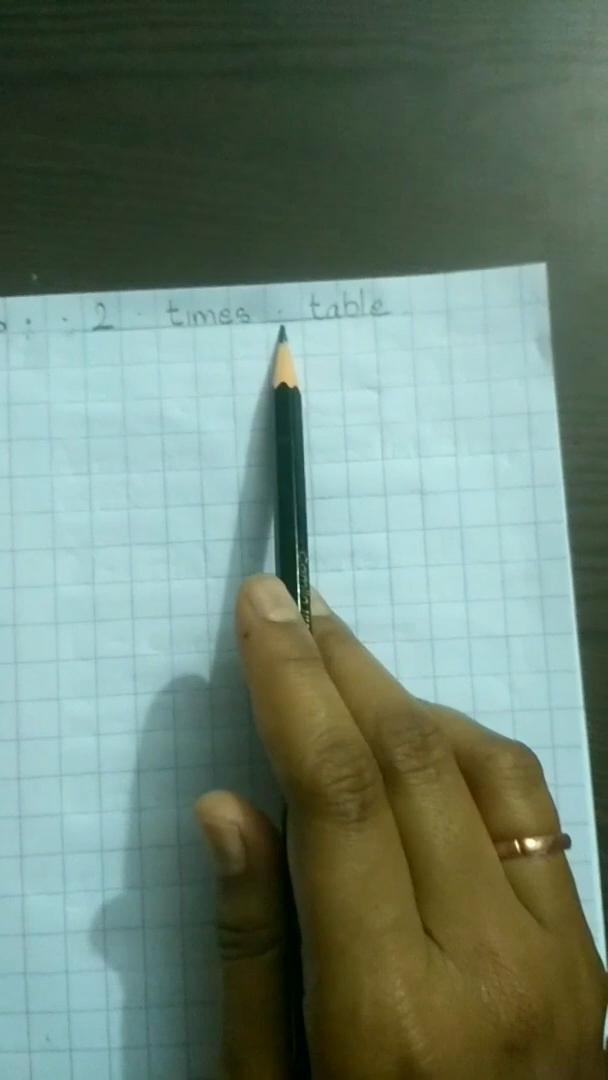 : . 2 . times . table